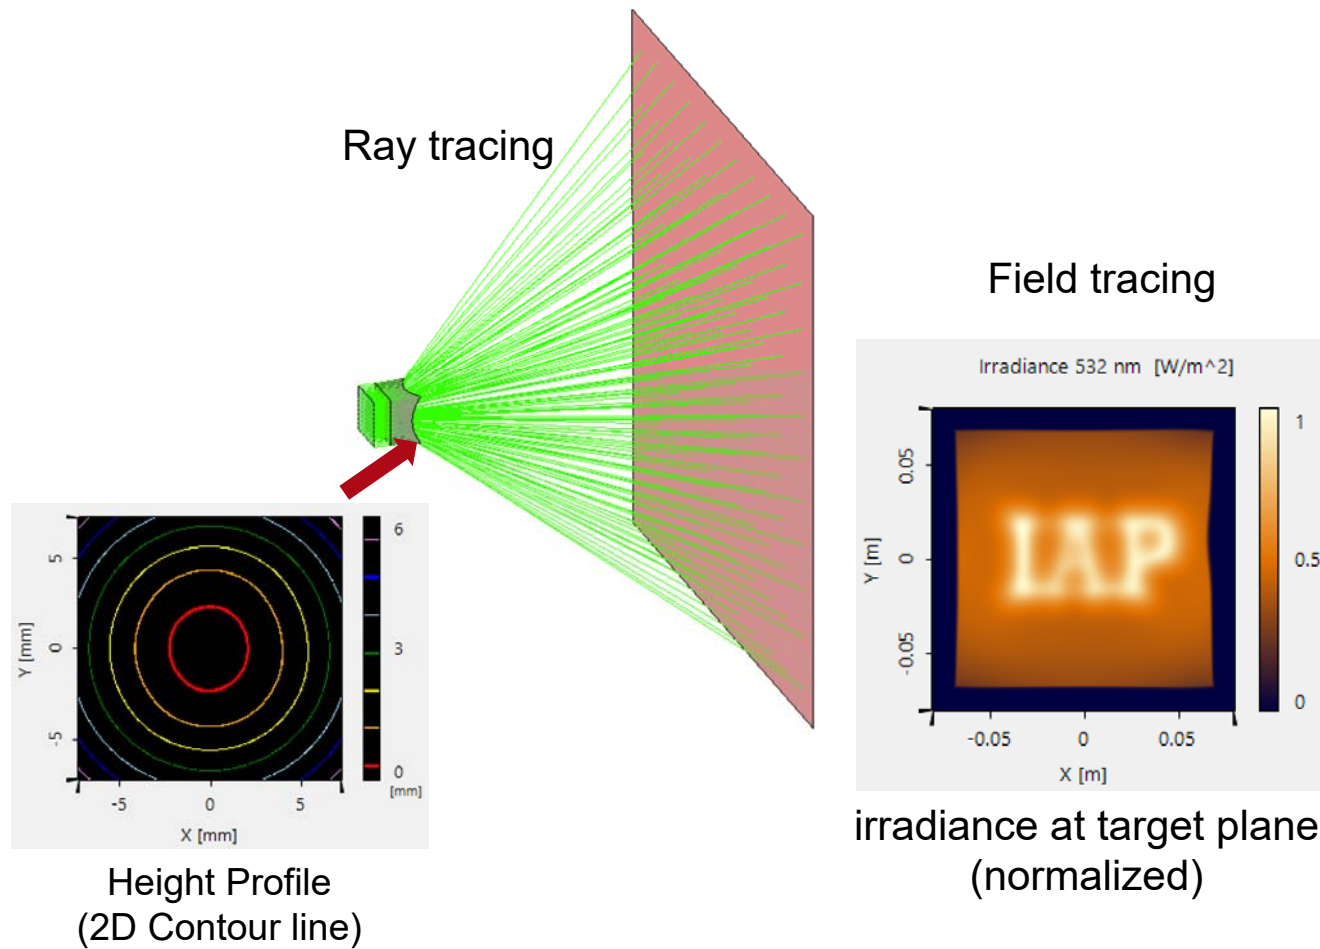 Ray tracing
Field tracing
Irradiance 532 nm [W/m^2]
1
0.5
0
0.05
0
-0.05
Y [m]
IAP
-0.05
0
0.05
X [m]
irradiance at target plane
(normalized)
6
3
0
[mm]
5
0
-5
Y [mm]
-5
0
5
X [mm]
Height Profile
(2D Contour line)